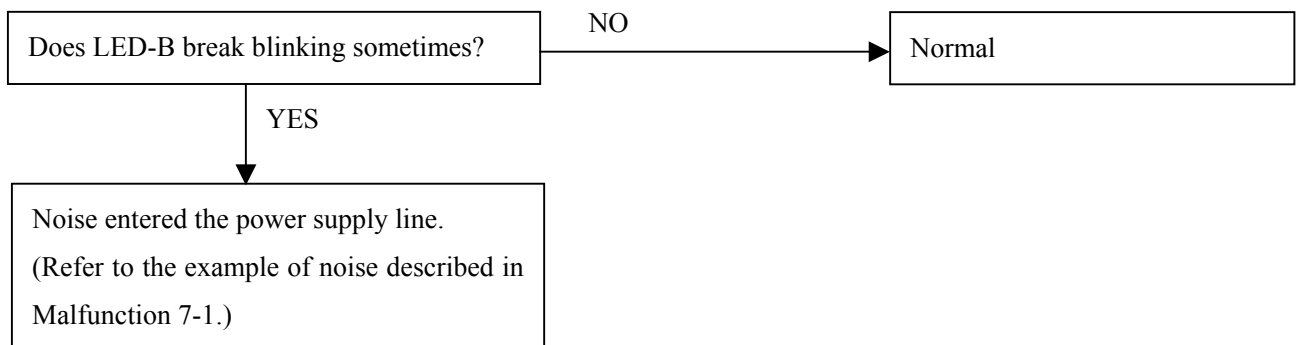 Does LED-B break blinking sometimes?
NO
Normal
YES
Noise entered the power supply line.
(Refer to the example of noise described in
Malfunction 7-1.)